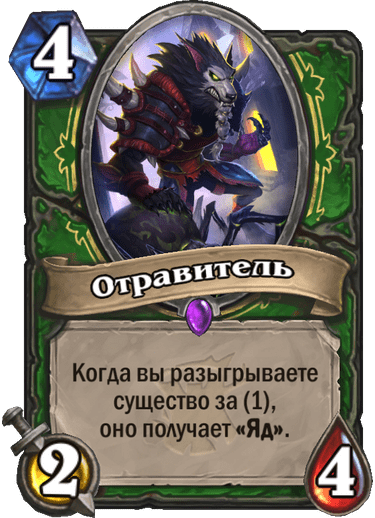 4
Отравитель
Когда вы разыгрываете
существо за (1),
оно получает «Яд».
2
4